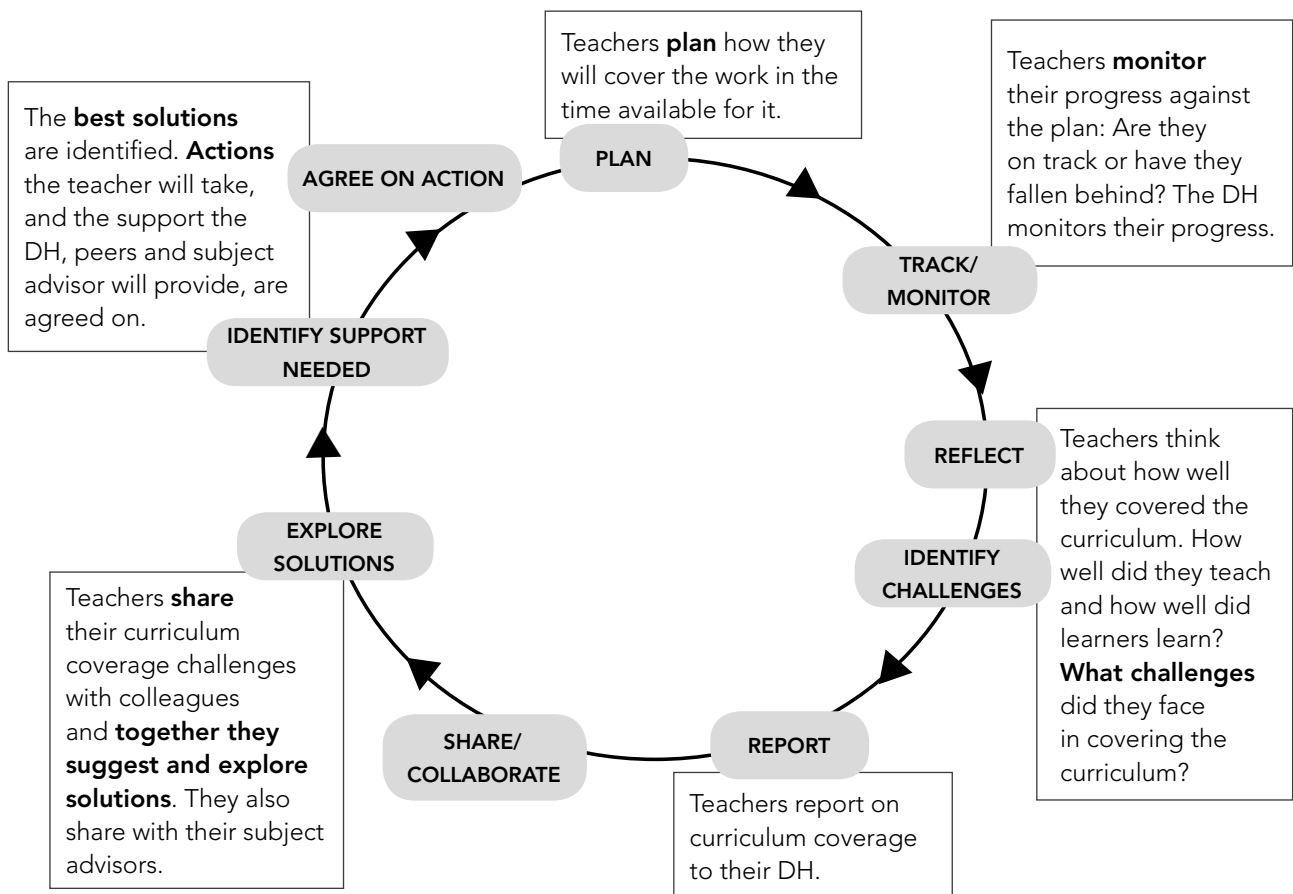 Teachers plan how they
will cover the work in the
time available for it.
PLAN
Teachers monitor
their progress against
the plan: Are they
on track or have they
fallen behind? The DH
monitors their progress.
TRACK/
MONITOR
REFLECT
IDENTIFY
CHALLENGES
Teachers think
about how well
they covered the
curriculum. How
well did they teach
and how well did
learners learn?
What challenges
did they face
in covering the
curriculum?
REPORT
Teachers report on
curriculum coverage
to their DH.
SHARE/
COLLABORATE
EXPLORE
SOLUTIONS
Teachers share
their curriculum
coverage challenges
with colleagues
and together they
suggest and explore
solutions. They also
share with their subject
advisors.
IDENTIFY SUPPORT
NEEDED
AGREE ON ACTION
The best solutions
are identified. Actions
the teacher will take,
and the support the
DH, peers and subject
advisor will provide, are
agreed on.